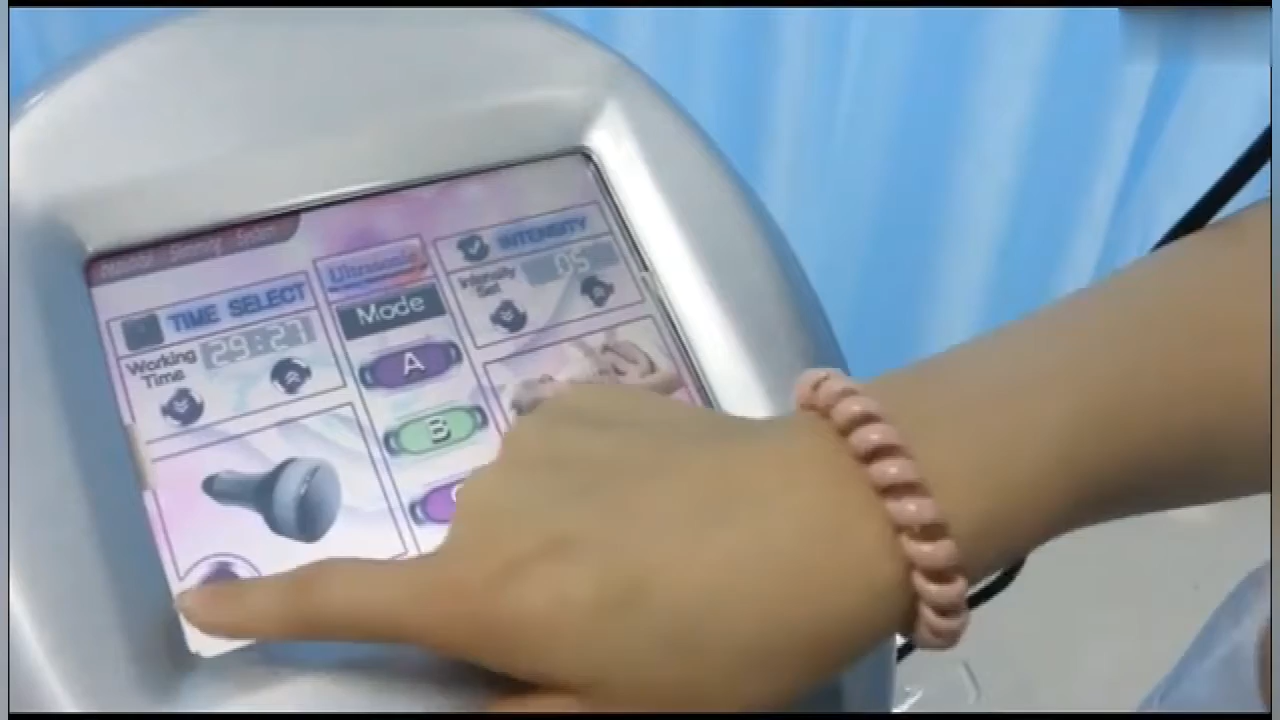 TIME SELECT
Working
Time
29:21
Ultrasonic
Mode
A
B
INTENSITY
Intensity
Set
05